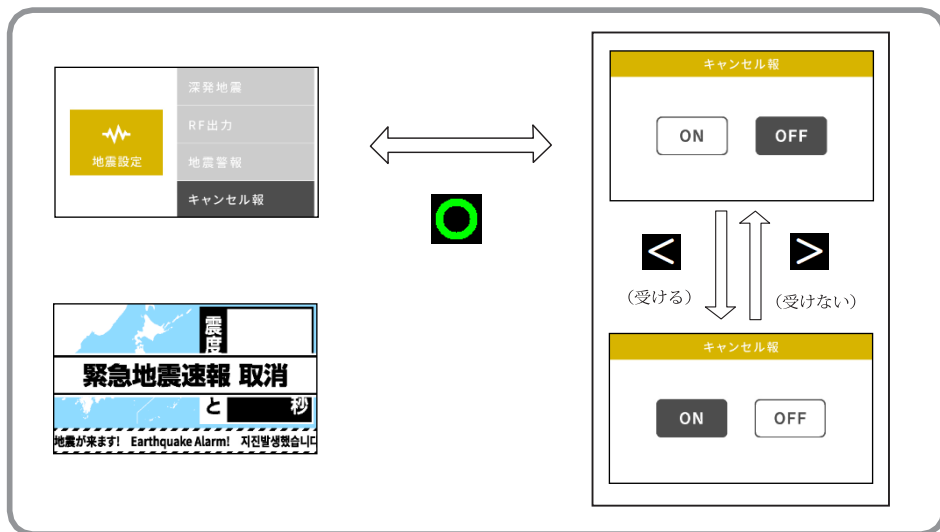 深発地震
RF出力
地震警報
キャンセル報
地震設定
キャンセル報
ON
OFF
<
>
(受ける)
(受けない)
キャンセル報
ON
OFF
震度
緊急地震速報 取消
と
秒
地震が来ます! Earthquake Alarm! 지진발생했습니다